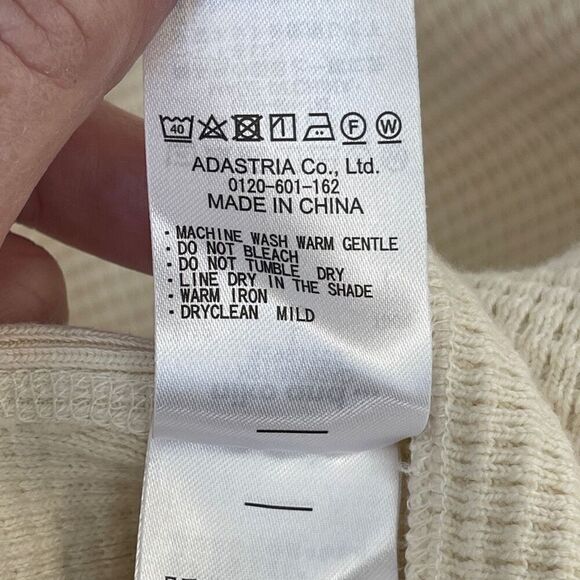 40 F W
ADASTRIA Co., Ltd.
0120-601-162
MADE IN CHINA
・MACHINE WASH WARM GENTLE
・DO NOT BLEACH
・DO NOT TUMBLE DRY
・LINE DRY IN THE SHADE
・WARM IRON
・DRYCLEAN MILD